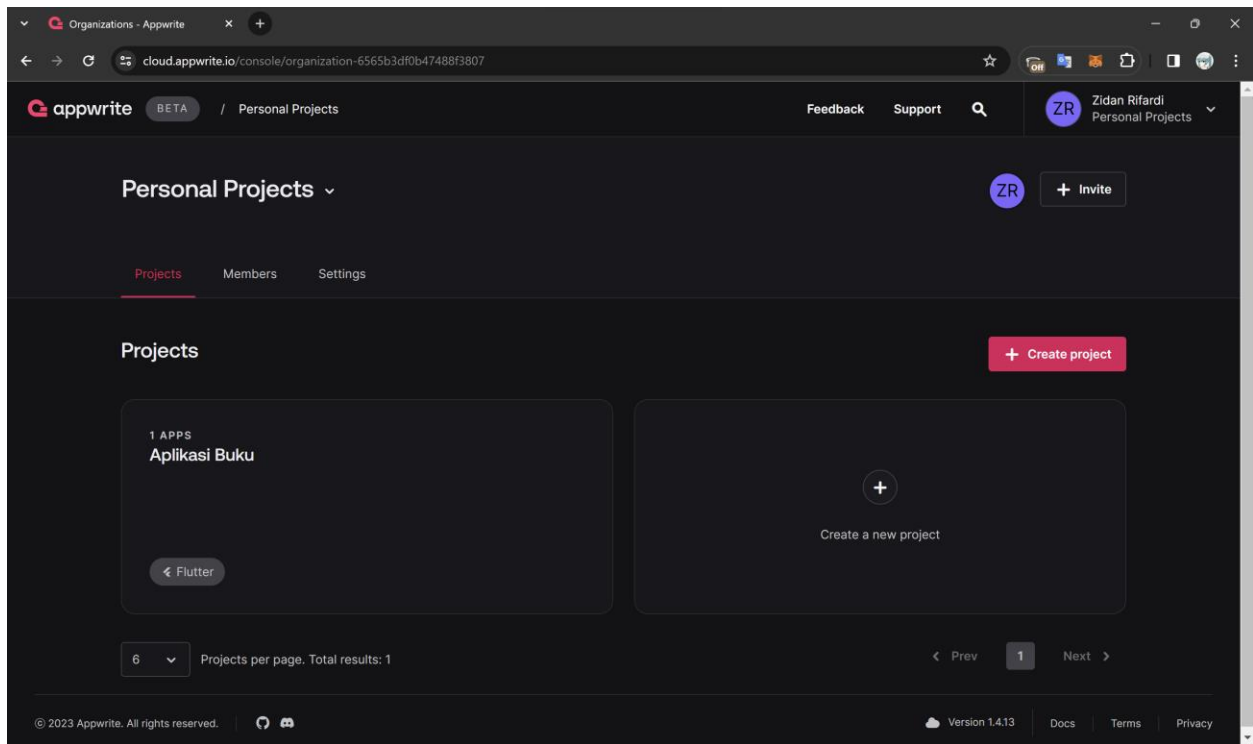 Organizations - Appwrite
cloud.appwrite.io/console/organization-6565b3df0b47488f3807
Off
appwrite BETA / Personal Projects Feedback Support ZR Zidan Rifardi
Personal Projects
Personal Projects ZR + Invite
Projects Members Settings
Projects + Create project
1 APPS
Aplikasi Buku
Create a new project
Flutter
6 Projects per page. Total results: 1 Prev 1 Next
© 2023 Appwrite. All rights reserved. Version 1.4.13 Docs Terms Privacy